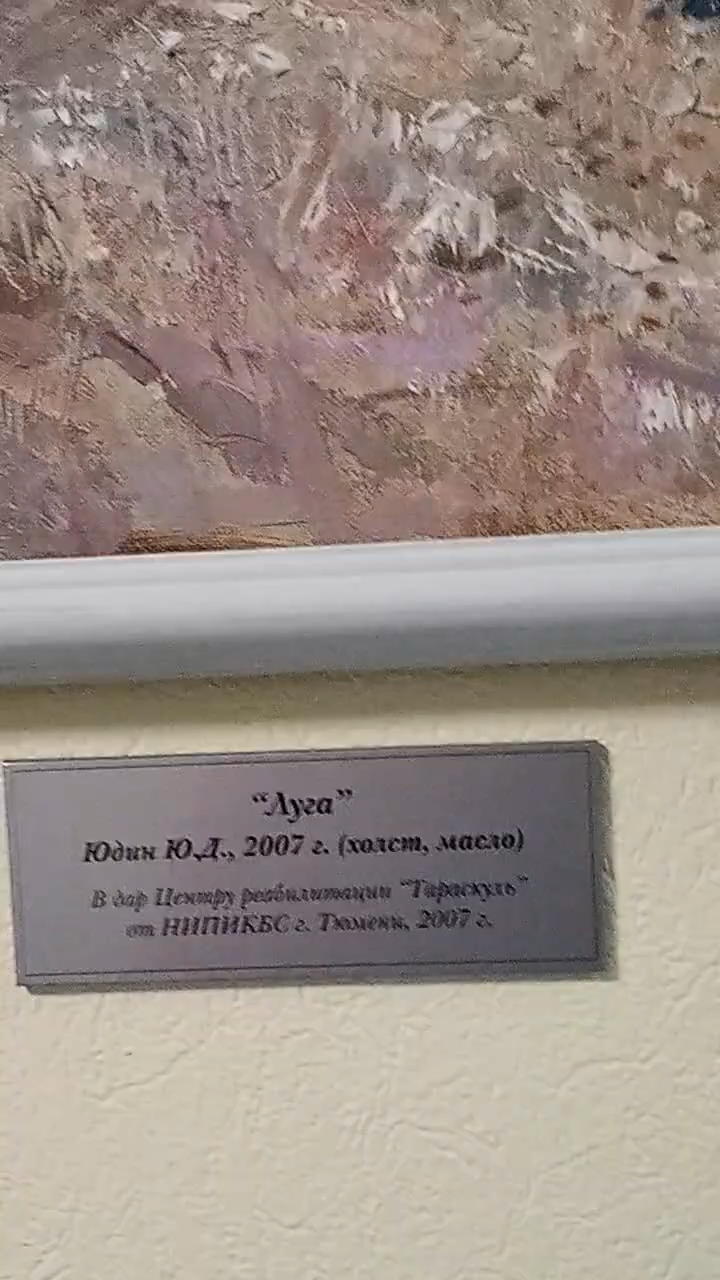 “Луга”
Юдин Ю.Д., 2007 г. (холст, масло)
В дар Центру реабилитации “Тараскуль”
от НИПИКБС г. Тюмени, 2007 г.